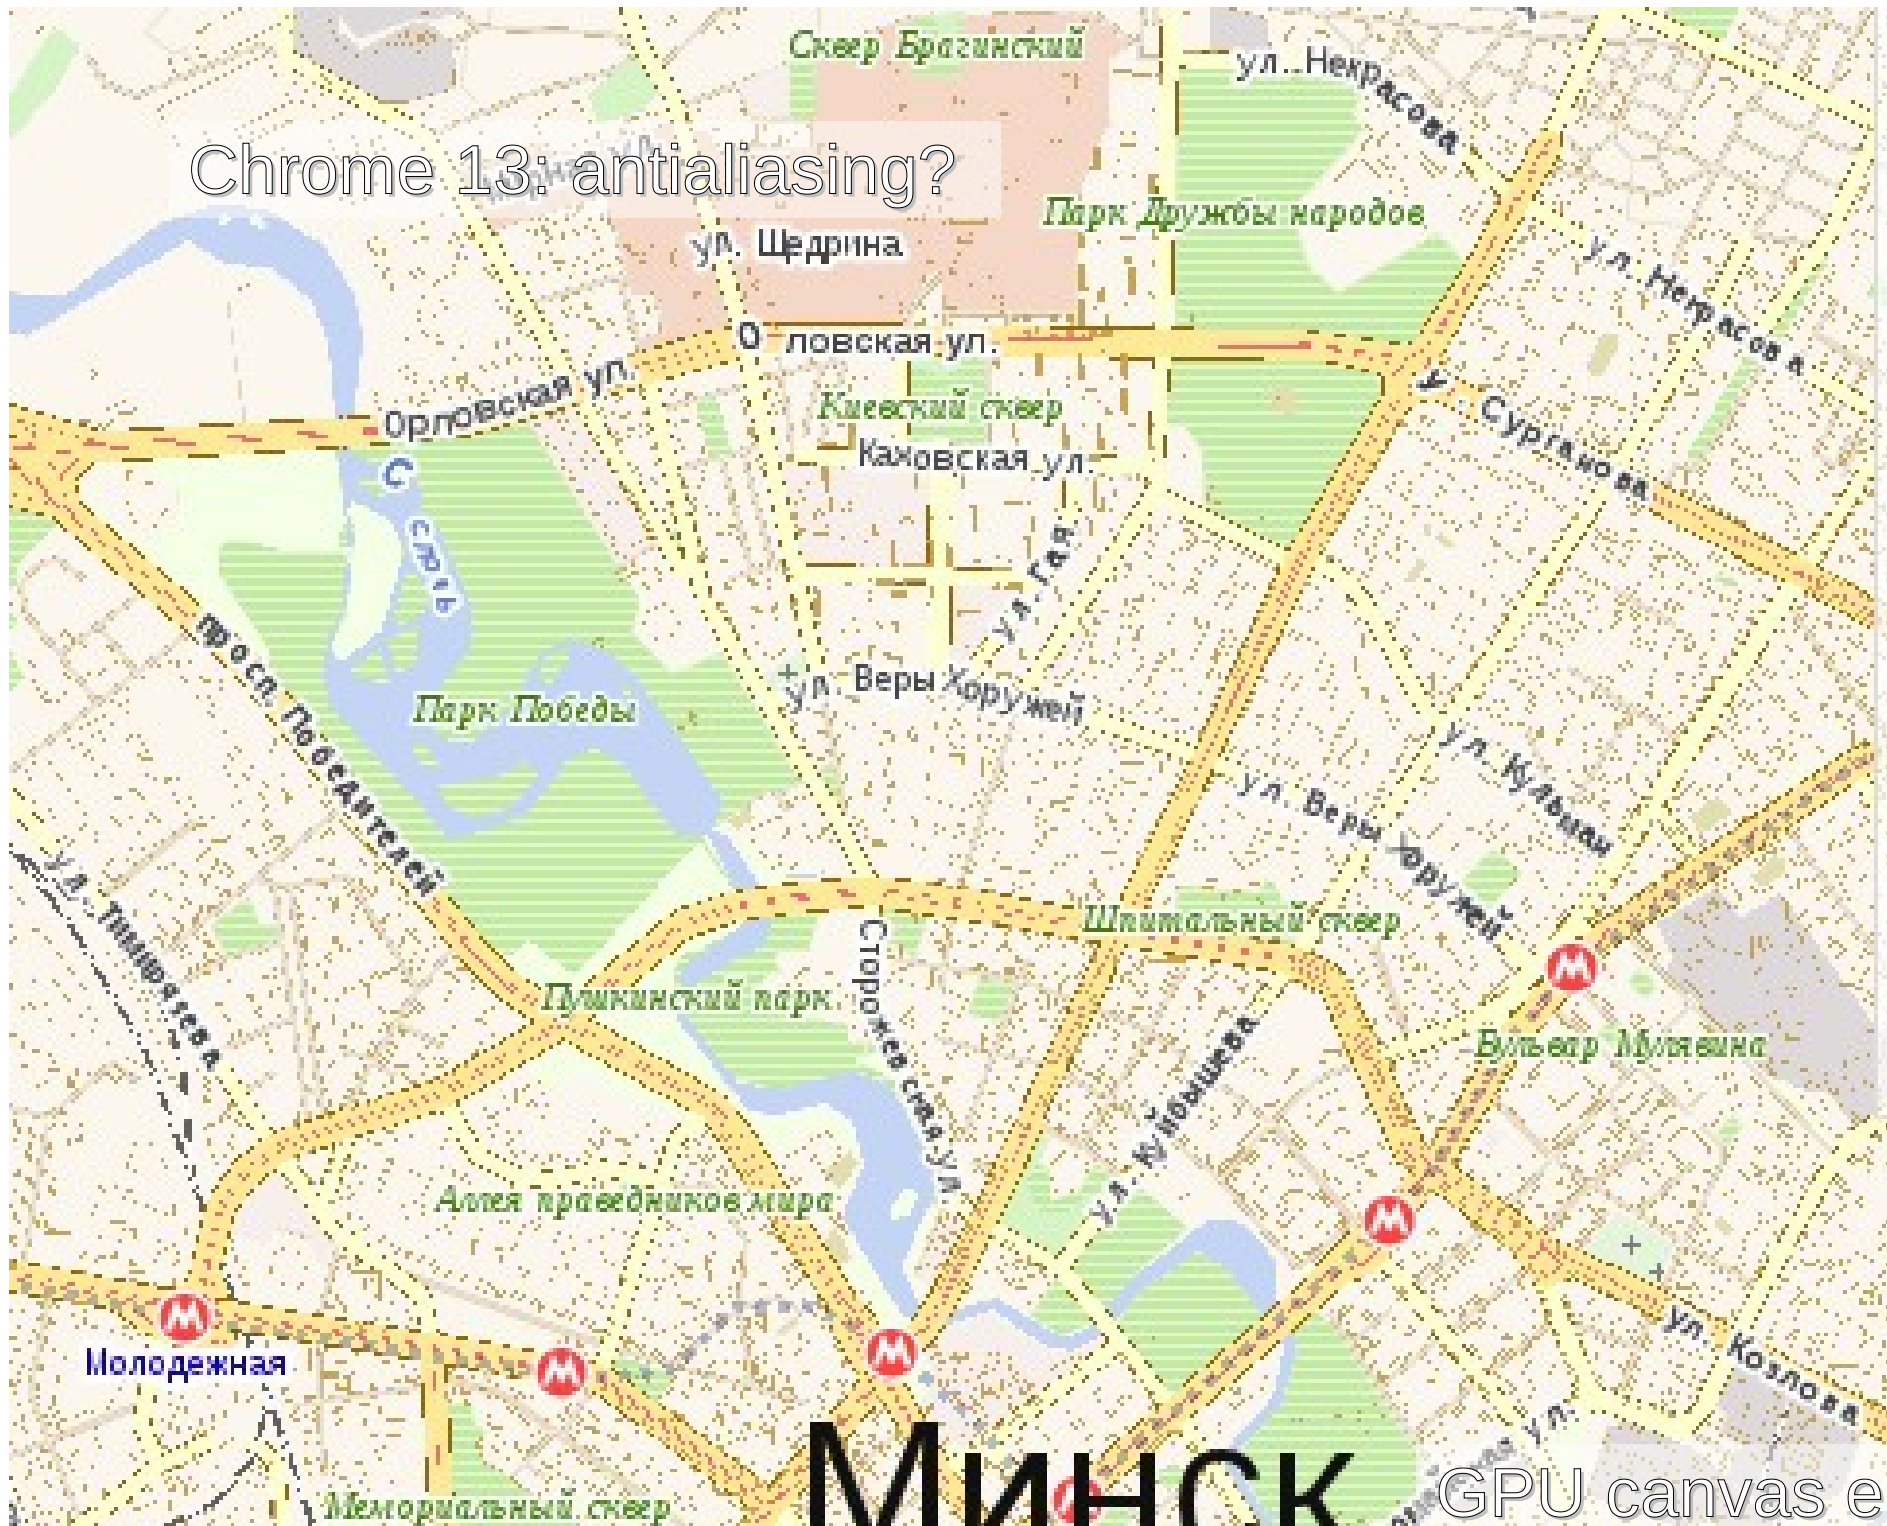 Сквер Брагинский
ул. Некрасова
Chrome 13: antialiasing?
Парк Дружбы народов
ул. Щедрина
ул. Некрасова
О ловская ул.
Орловская ул.
у . Сурганова
Киевский сквер
Каховская ул.
С
слочь
ул. Гая
просп. Победителей
ул. Веры Хоружей
Парк Победы
ул. Кульман
ул. Веры Хоружей
ул. Тимирязева
Шпитальный сквер
Сторожевская ул.
Пушкинский парк
Бульвар Мулявина
ул. Куйбышева
Аллея праведников мира
Молодежная
ул. Козлова
Минск
GPU canvas e
Мемориальный сквер